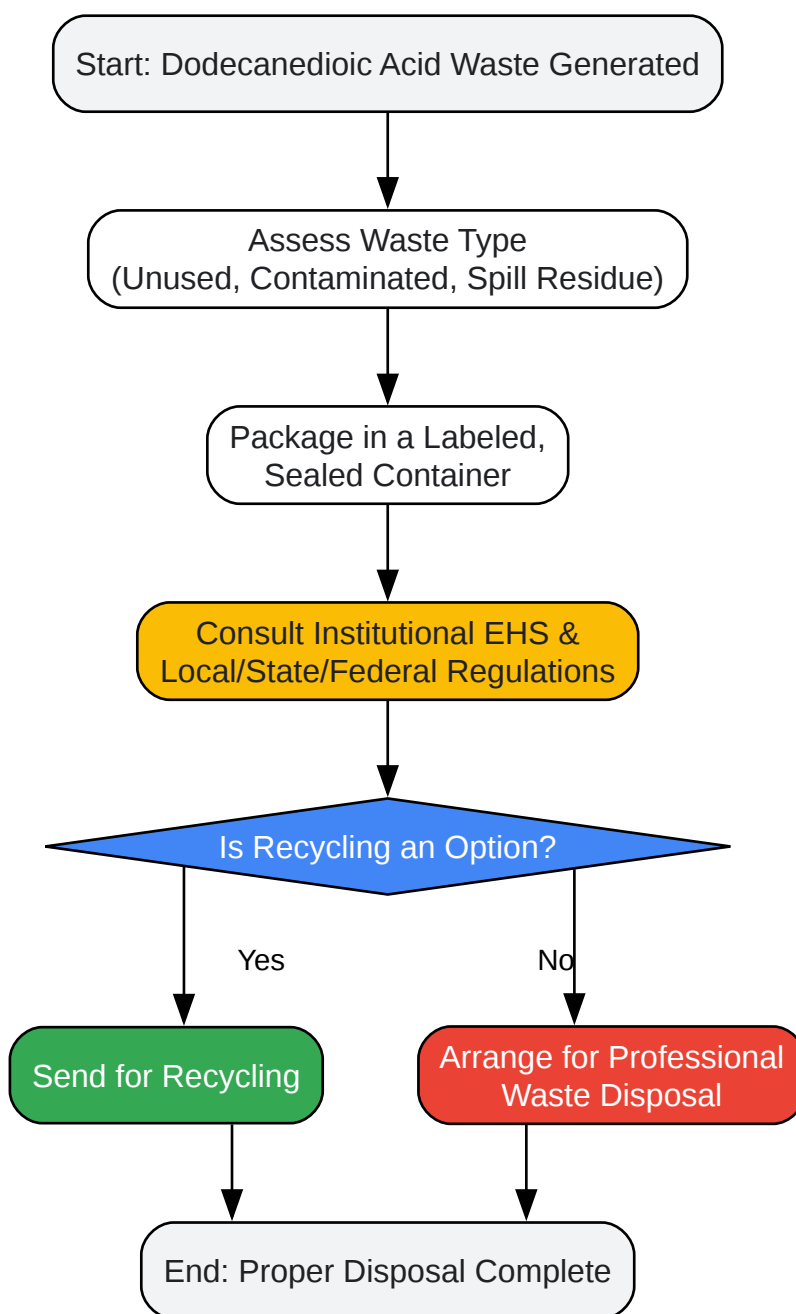 Start: Dodecanedioic Acid Waste Generated
Assess Waste Type
(Unused, Contaminated, Spill Residue)
Package in a Labeled,
Sealed Container
Consult Institutional EHS &
Local/State/Federal Regulations
Is Recycling an Option?
Yes
No
Send for Recycling
Arrange for Professional
Waste Disposal
End: Proper Disposal Complete